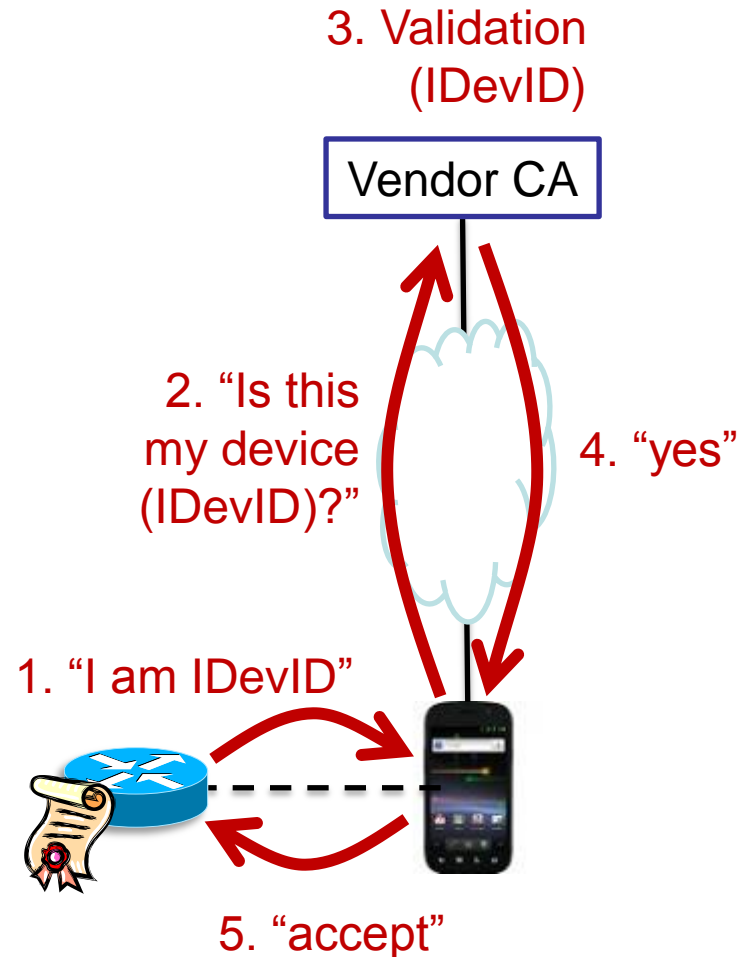 3. Validation
(IDevID)
Vendor CA
2. “Is this
my device
(IDevID)?”
4. “yes”
1. “I am IDevID”
5. “accept”